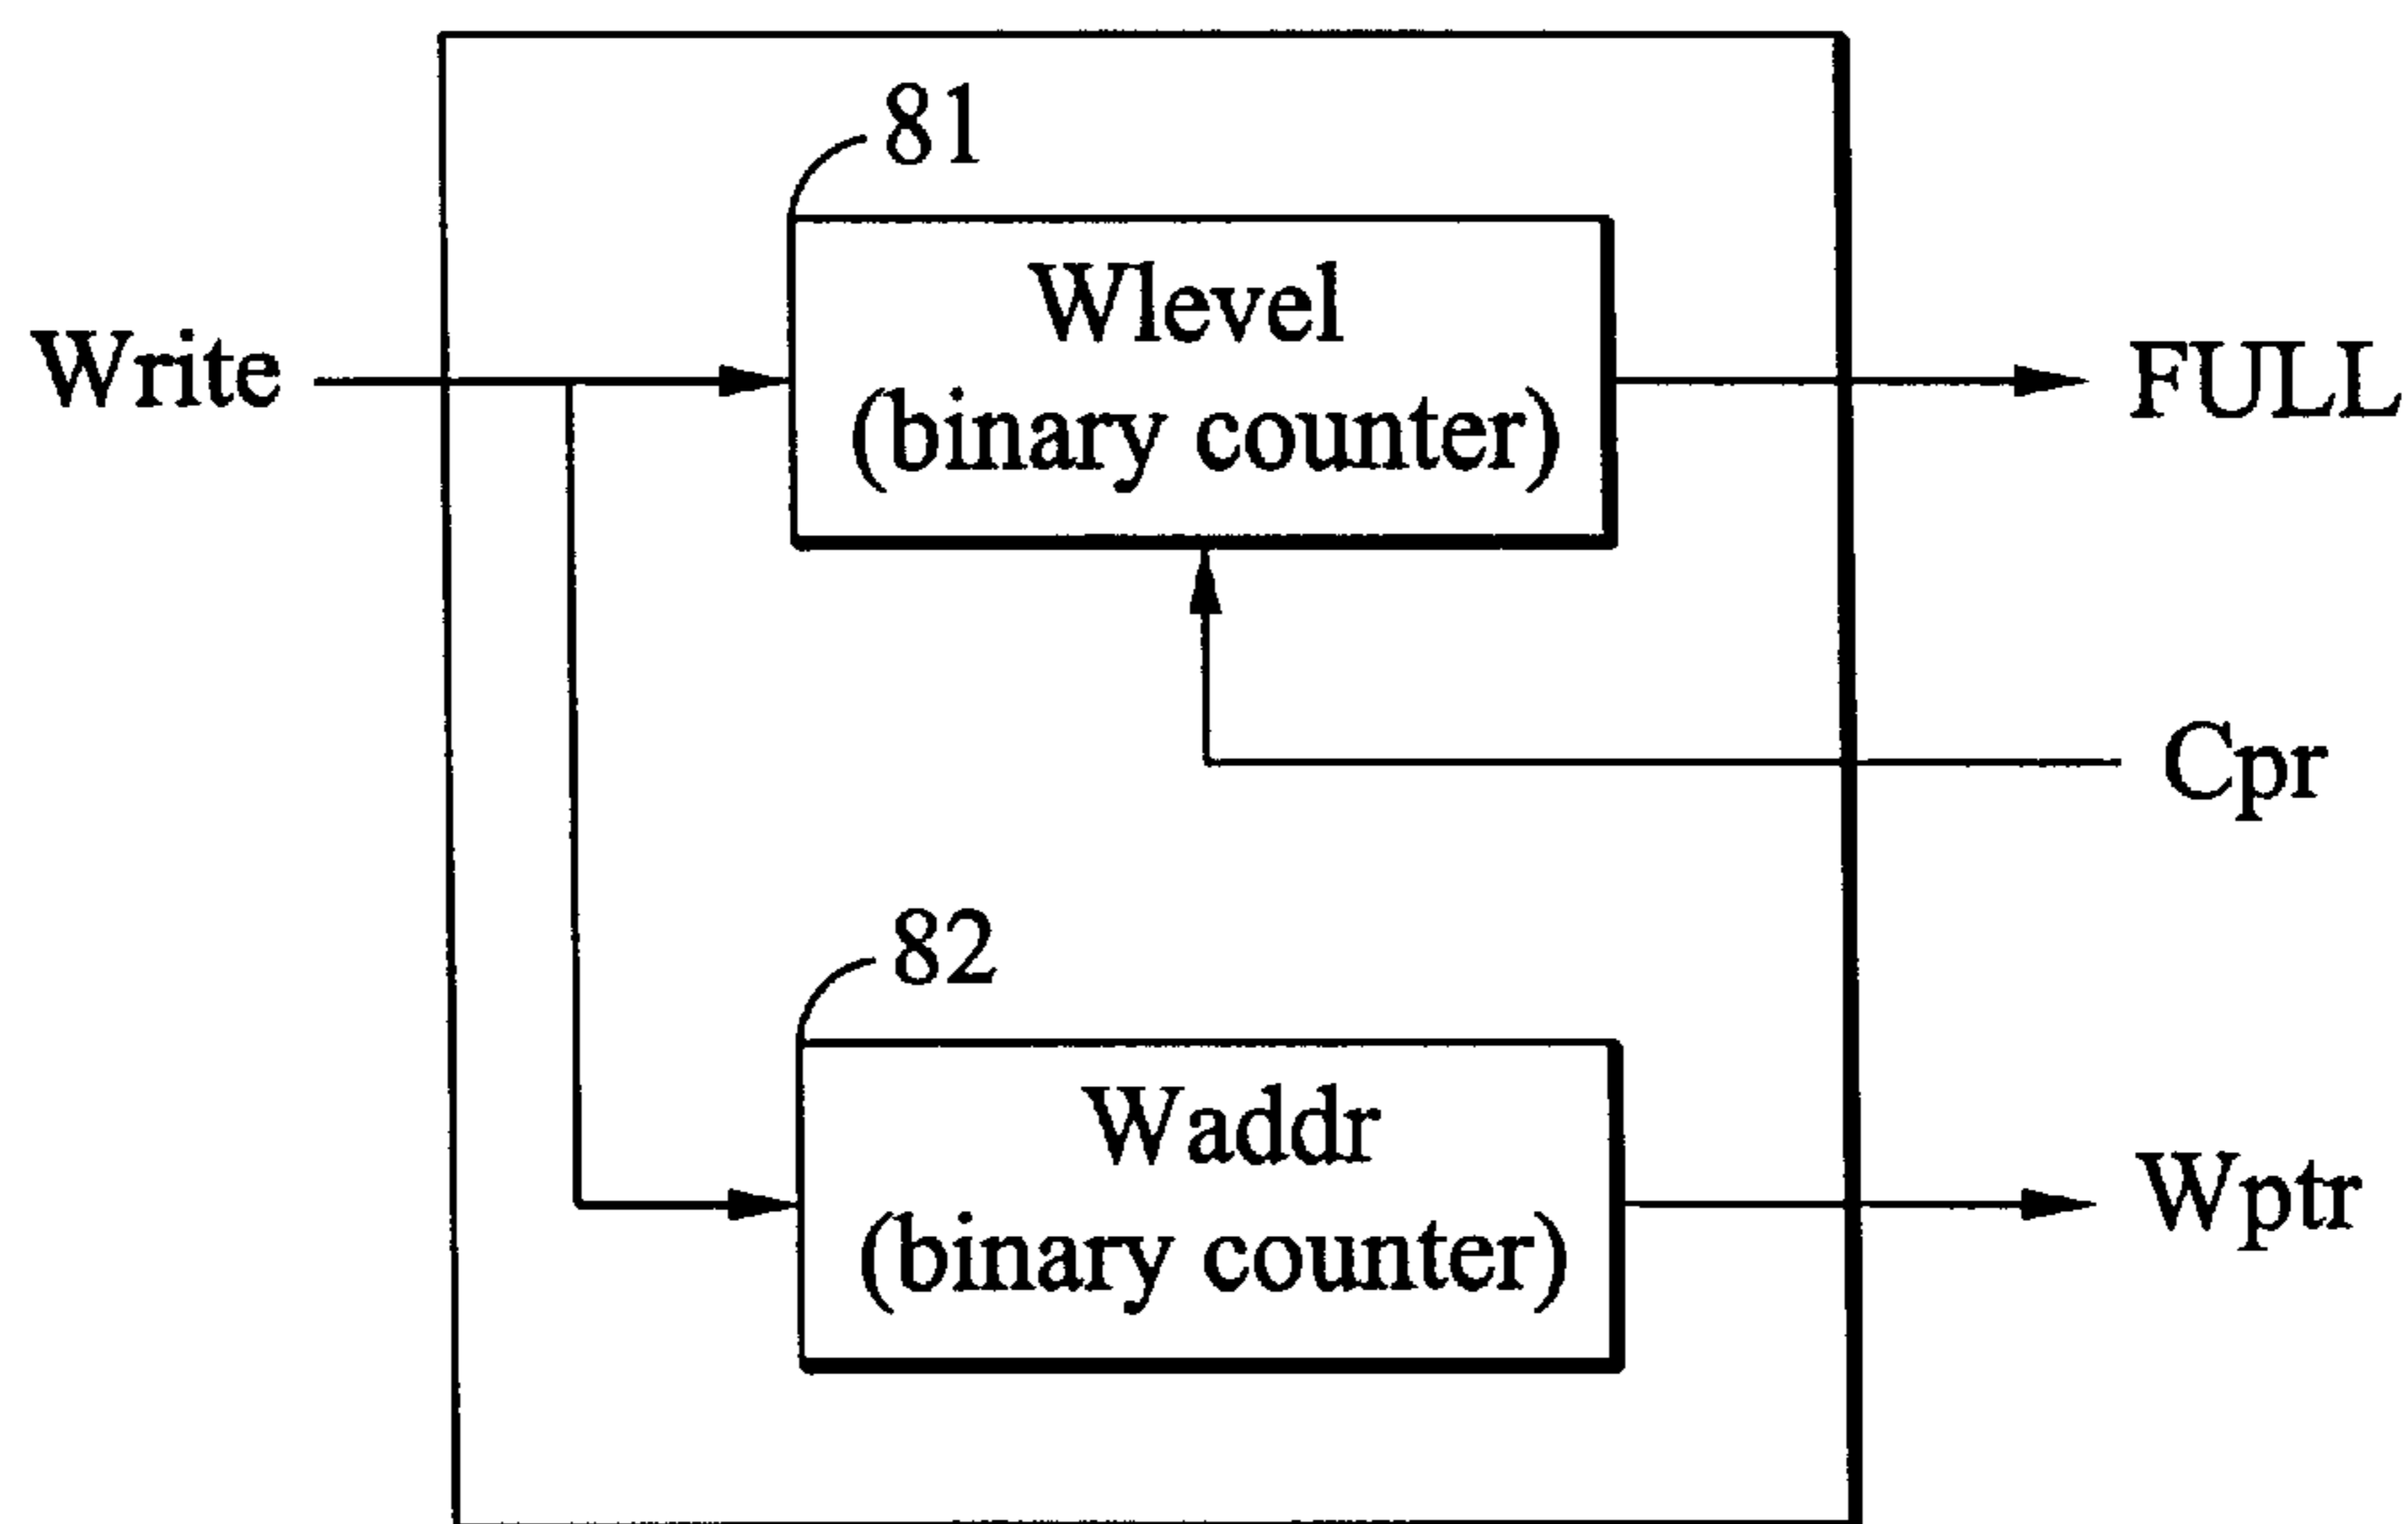 81
Wlevel
(binary counter)
Write
FULL
Cpr
82
Waddr
(binary counter)
Wptr